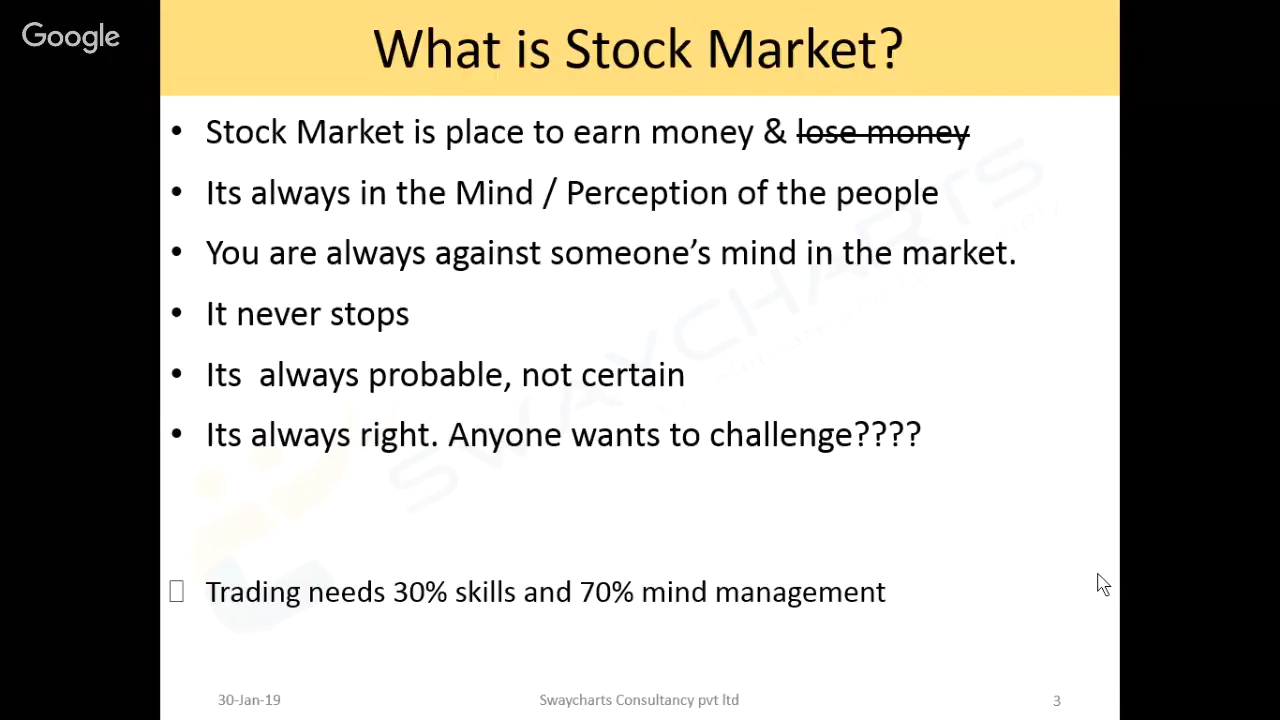 Google
What is Stock Market?
• Stock Market is place to earn money & lose money
• Its always in the Mind / Perception of the people
• You are always against someone’s mind in the market.
• It never stops
• Its always probable, not certain
• Its always right. Anyone wants to challenge????
SWAYCHARTS
Trading needs 30% skills and 70% mind management
30-Jan-19
Swaycharts Consultancy pvt ltd
3